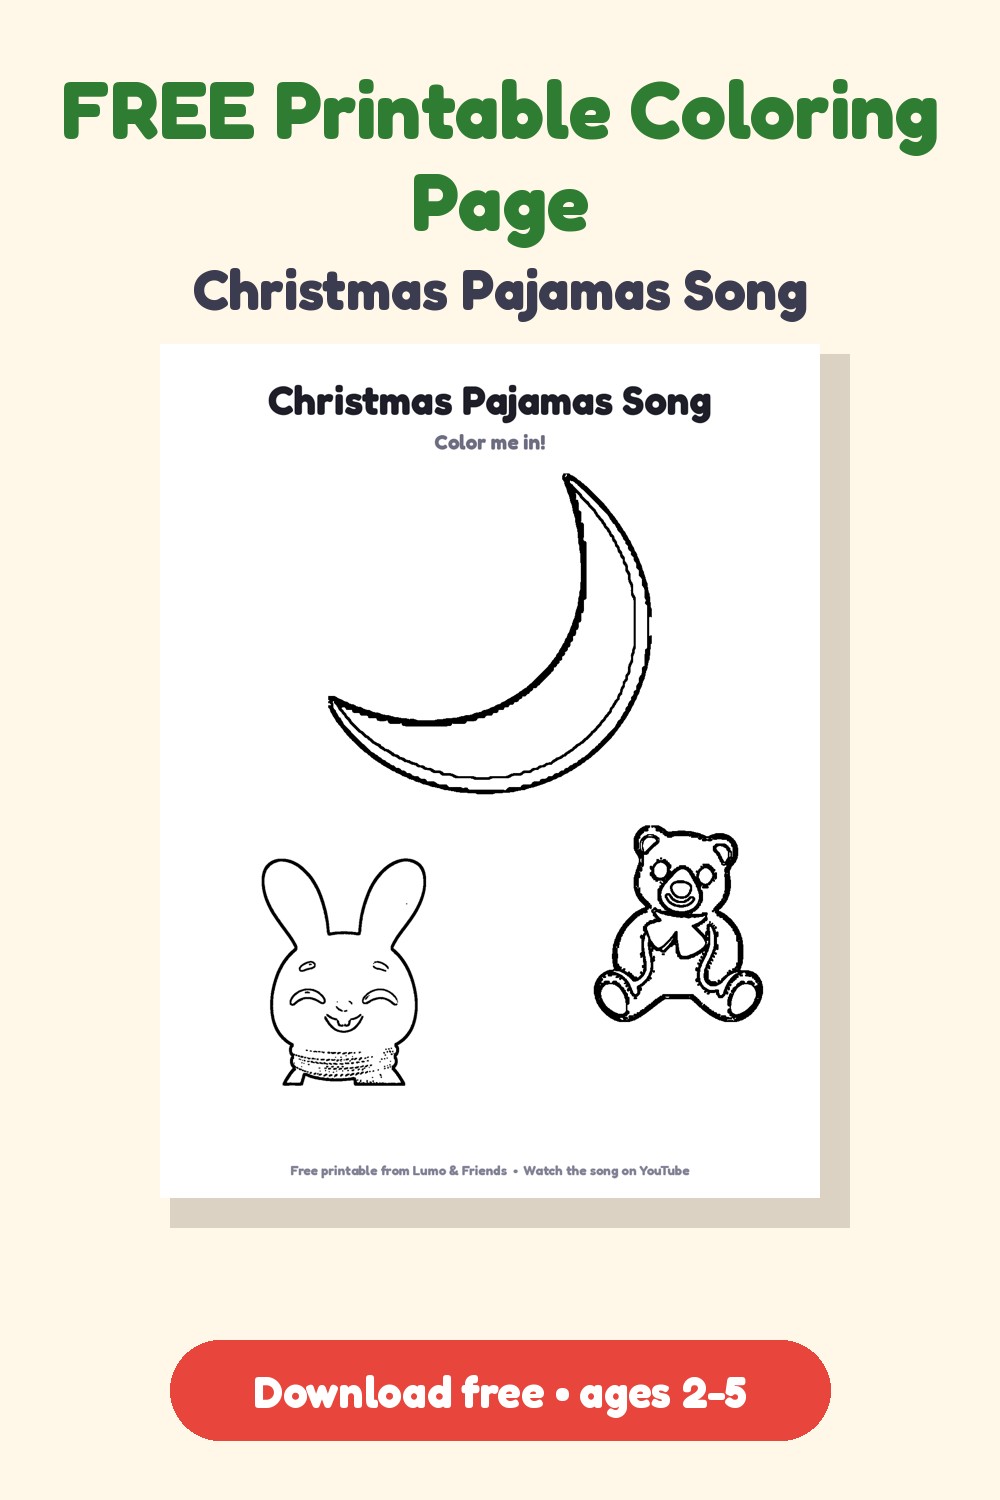 FREE Printable Coloring
Page
Christmas Pajamas Song
Christmas Pajamas Song
Color me in!
Free printable from Lumo & Friends • Watch the song on YouTube
Download free • ages 2-5